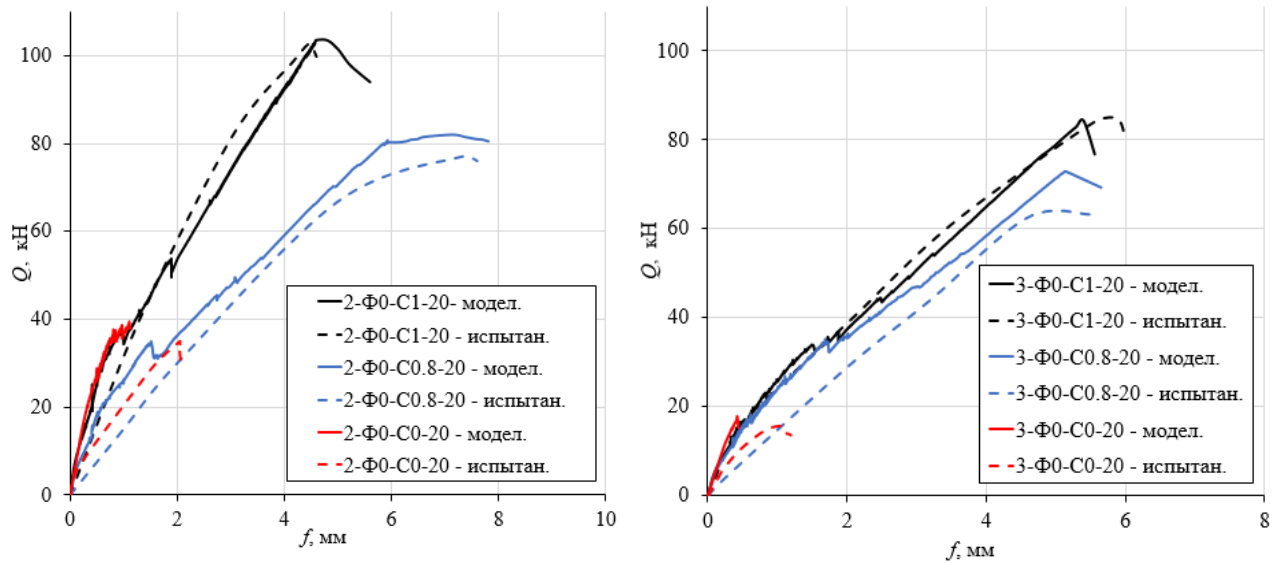 100
80
60
40
20
0
Q, кН
0
2
4
6
8
10
f, мм
2-Ф0-С1-20- модел.
2-Ф0-С1-20 - испытан.
2-Ф0-С0.8-20 - модел.
2-Ф0-С0.8-20 - испытан.
2-Ф0-С0-20 - модел.
2-Ф0-С0-20 - испытан.
100
80
60
40
20
0
Q, кН
0
2
4
6
8
f, мм
3-Ф0-С1-20 - модел.
3-Ф0-С1-20 - испытан.
3-Ф0-С0.8-20 - модел.
3-Ф0-С0.8-20 - испытан.
3-Ф0-С0-20 - модел.
3-Ф0-С0-20 - испытан.